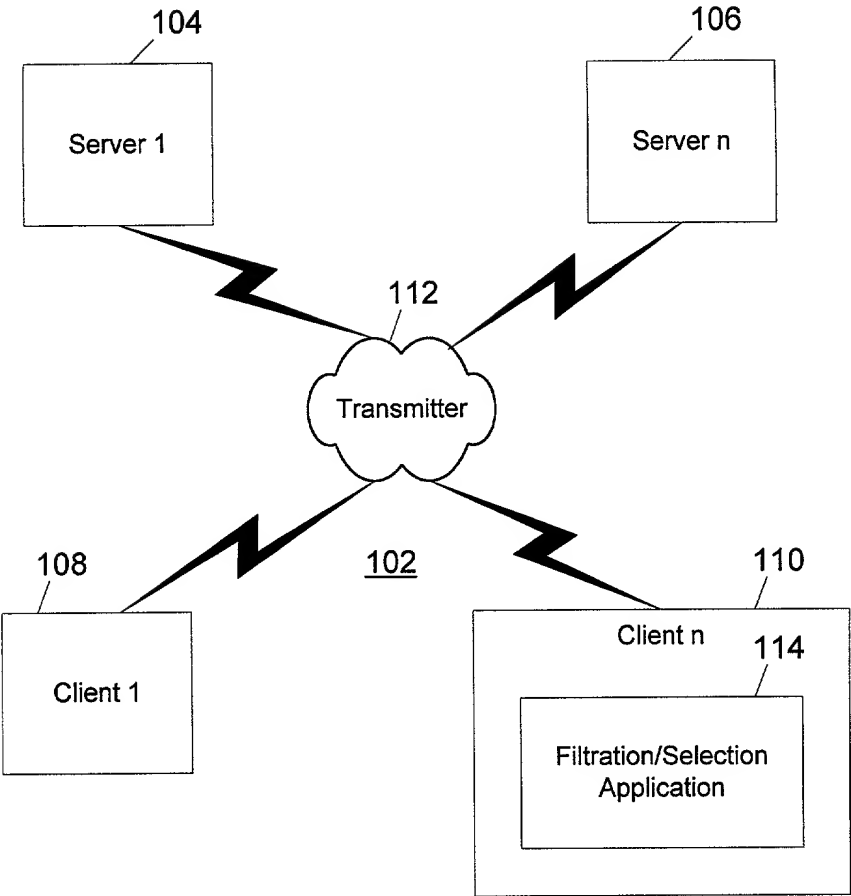 104
106
Server 1
Server n
112
Transmitter
108
102
110
Client n
114
Client 1
Filtration/Selection
Application